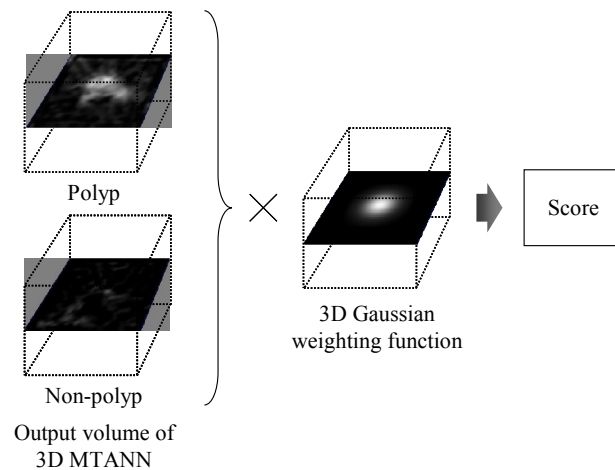 Polyp
Non-polyp
Output volume of
3D MTANN
3D Gaussian
weighting function
Score